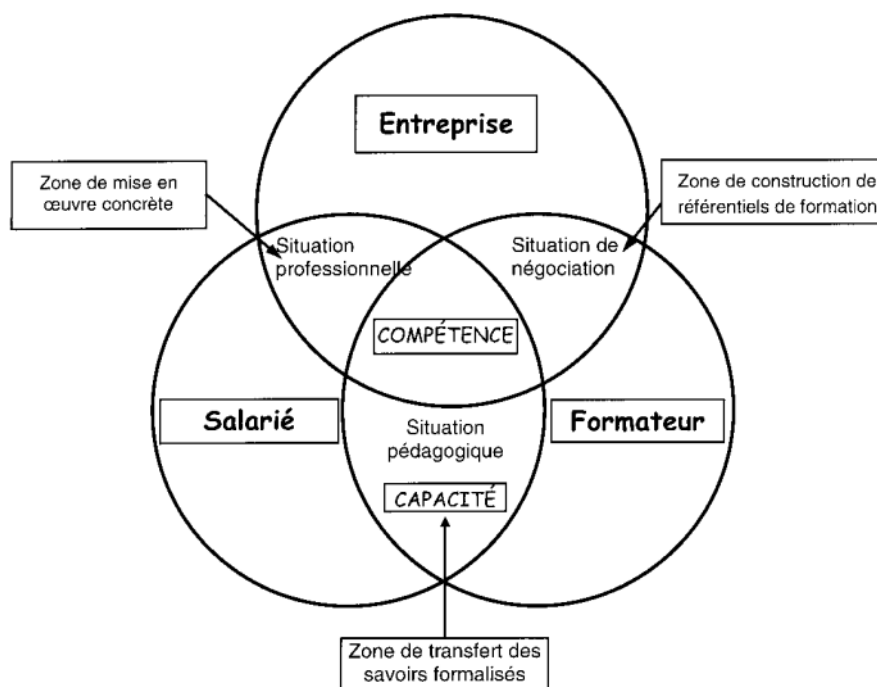 Entreprise
Zone de mise en
œuvre concrète
Zone de construction de
référentiels de formation
Situation
professionnelle
Situation de
négociation
COMPÉTENCE
Salarié
Formateur
Situation
pédagogique
CAPACITÉ
Zone de transfert des
savoirs formalisés